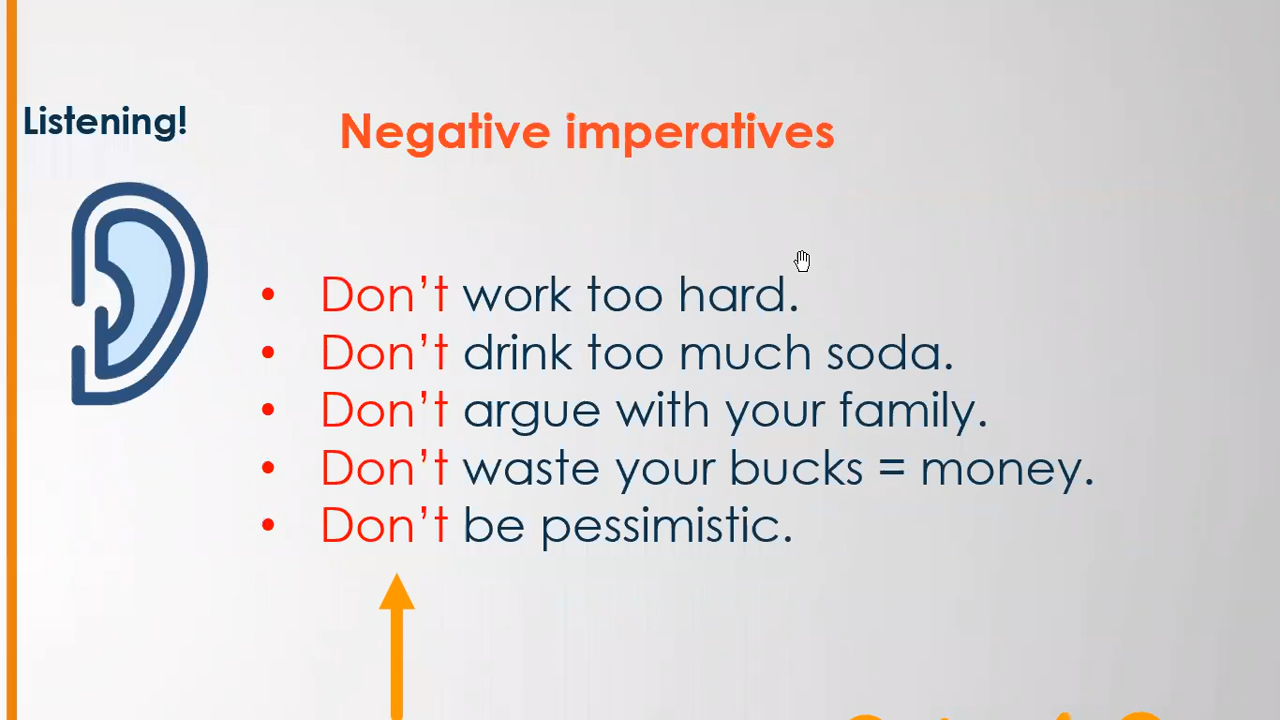 Listening!
Negative imperatives
• Don’t work too hard.
• Don’t drink too much soda.
• Don’t argue with your family.
• Don’t waste your bucks = money.
• Don’t be pessimistic.